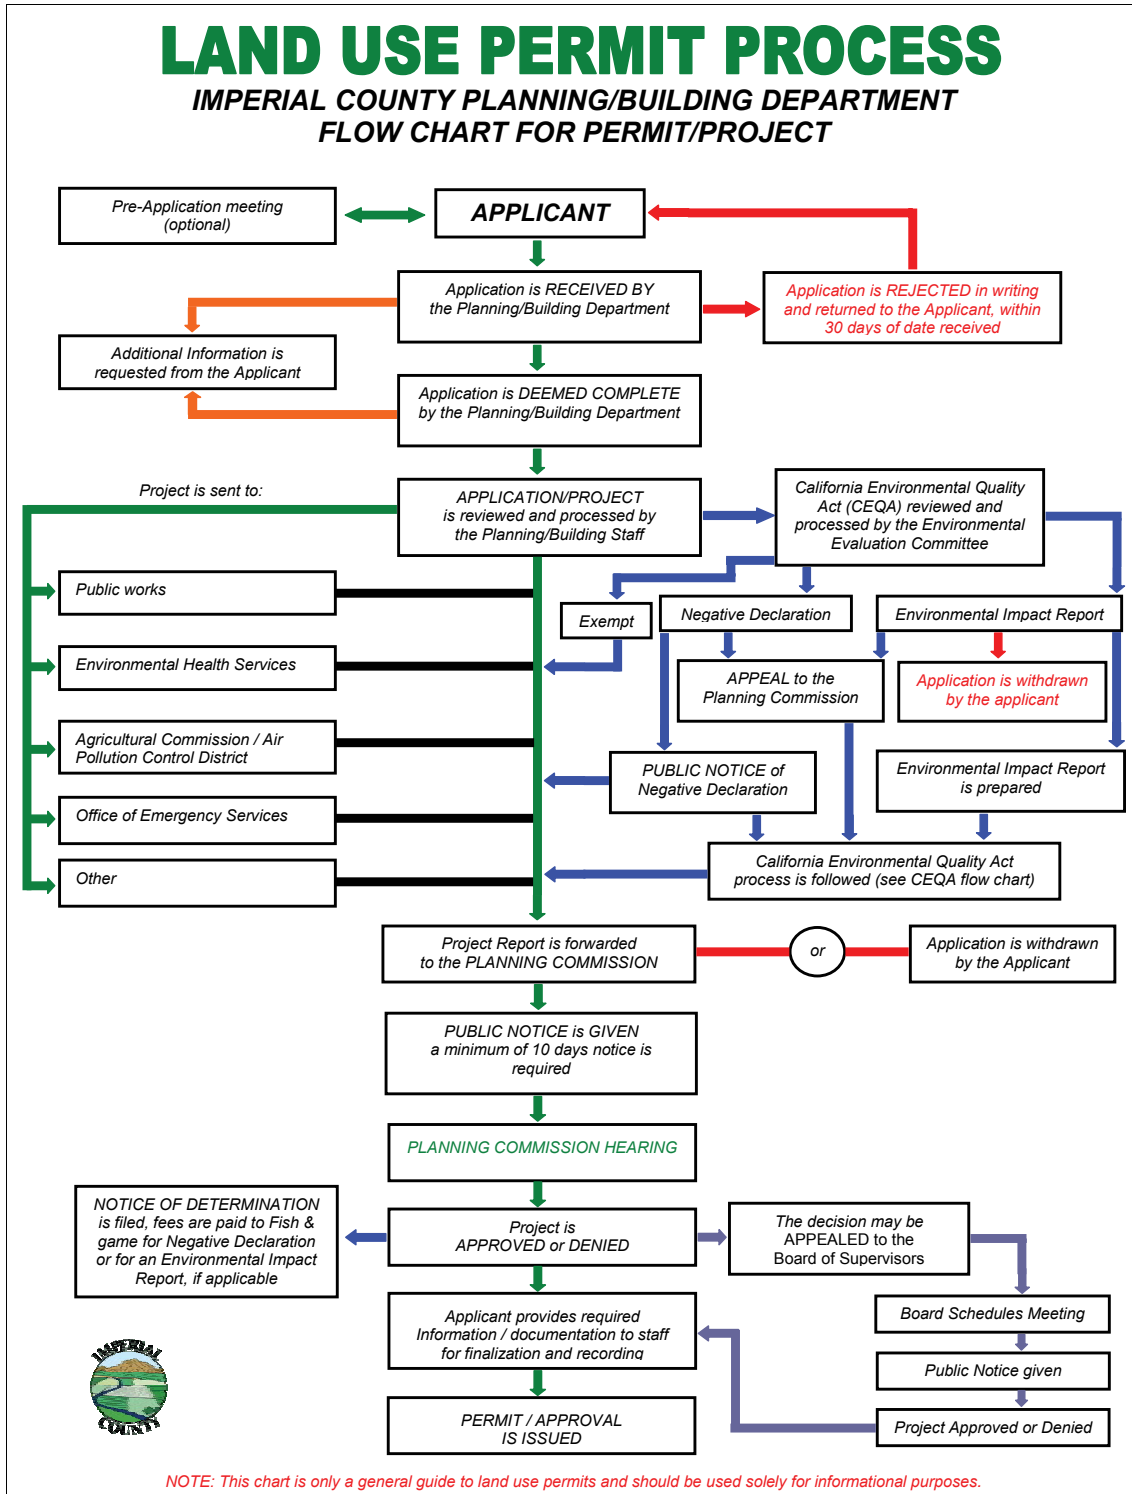 LAND USE PERMIT PROCESS
IMPERIAL COUNTY PLANNING/BUILDING DEPARTMENT
FLOW CHART FOR PERMIT/PROJECT
Pre-Application meeting
(optional)
APPLICANT
Application is RECEIVED BY
the Planning/Building Department
Application is REJECTED in writing
and returned to the Applicant, within
30 days of date received
Additional Information is
requested from the Applicant
Application is DEEMED COMPLETE
by the Planning/Building Department
Project is sent to:
APPLICATION/PROJECT
is reviewed and processed by
the Planning/Building Staff
California Environmental Quality
Act (CEQA) reviewed and
processed by the Environmental
Evaluation Committee
Public works
Exempt
Negative Declaration
Environmental Impact Report
Environmental Health Services
APPEAL to the
Planning Commission
Application is withdrawn
by the applicant
Agricultural Commission / Air
Pollution Control District
PUBLIC NOTICE of
Negative Declaration
Environmental Impact Report
is prepared
Office of Emergency Services
California Environmental Quality Act
process is followed (see CEQA flow chart)
Other
Project Report is forwarded
to the PLANNING COMMISSION
or
Application is withdrawn
by the Applicant
PUBLIC NOTICE is GIVEN
a minimum of 10 days notice is
required
PLANNING COMMISSION HEARING
NOTICE OF DETERMINATION
is filed, fees are paid to Fish &
game for Negative Declaration
or for an Environmental Impact
Report, if applicable
Project is
APPROVED or DENIED
The decision may be
APPEALED to the
Board of Supervisors
Applicant provides required
Information / documentation to staff
for finalization and recording
Board Schedules Meeting
Public Notice given
Project Approved or Denied
PERMIT / APPROVAL
IS ISSUED
IMPERIAL
COUNTY
NOTE: This chart is only a general guide to land use permits and should be used solely for informational purposes.